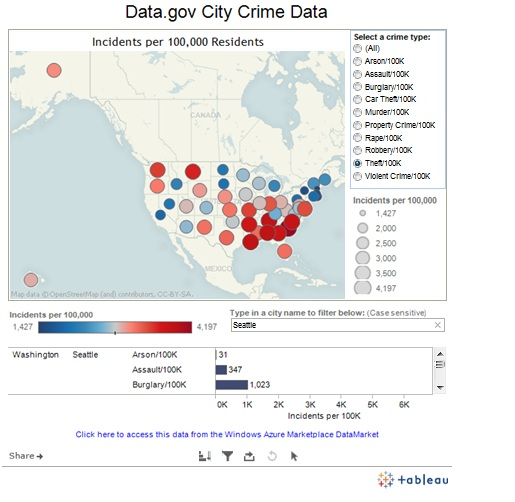 Data.gov City Crime Data
Incidents per 100,000 Residents
CANADA
MEXICO
Map data © OpenStreetMap (and) contributors, CC-BY-SA
Select a crime type:
(All)
Arson/100K
Assault/100K
Burglary/100K
Car Theft/100K
Murder/100K
Property Crime/100K
Rape/100K
Robbery/100K
Theft/100K
Violent Crime/100K
Incidents per 100,000
1,427
2,000
2,500
3,000
3,500
4,197
Incidents per 100,000
1,427 4,197
Type in a city name to filter below: (Case sensitive)
Seattle
Washington Seattle Arson/100K 31
Assault/100K 347
Burglary/100K 1,023
0K 1K 2K 3K 4K 5K 6K
Incidents per 100K
Click here to access this data from the Windows Azure Marketplace DataMarket
Share
tableau